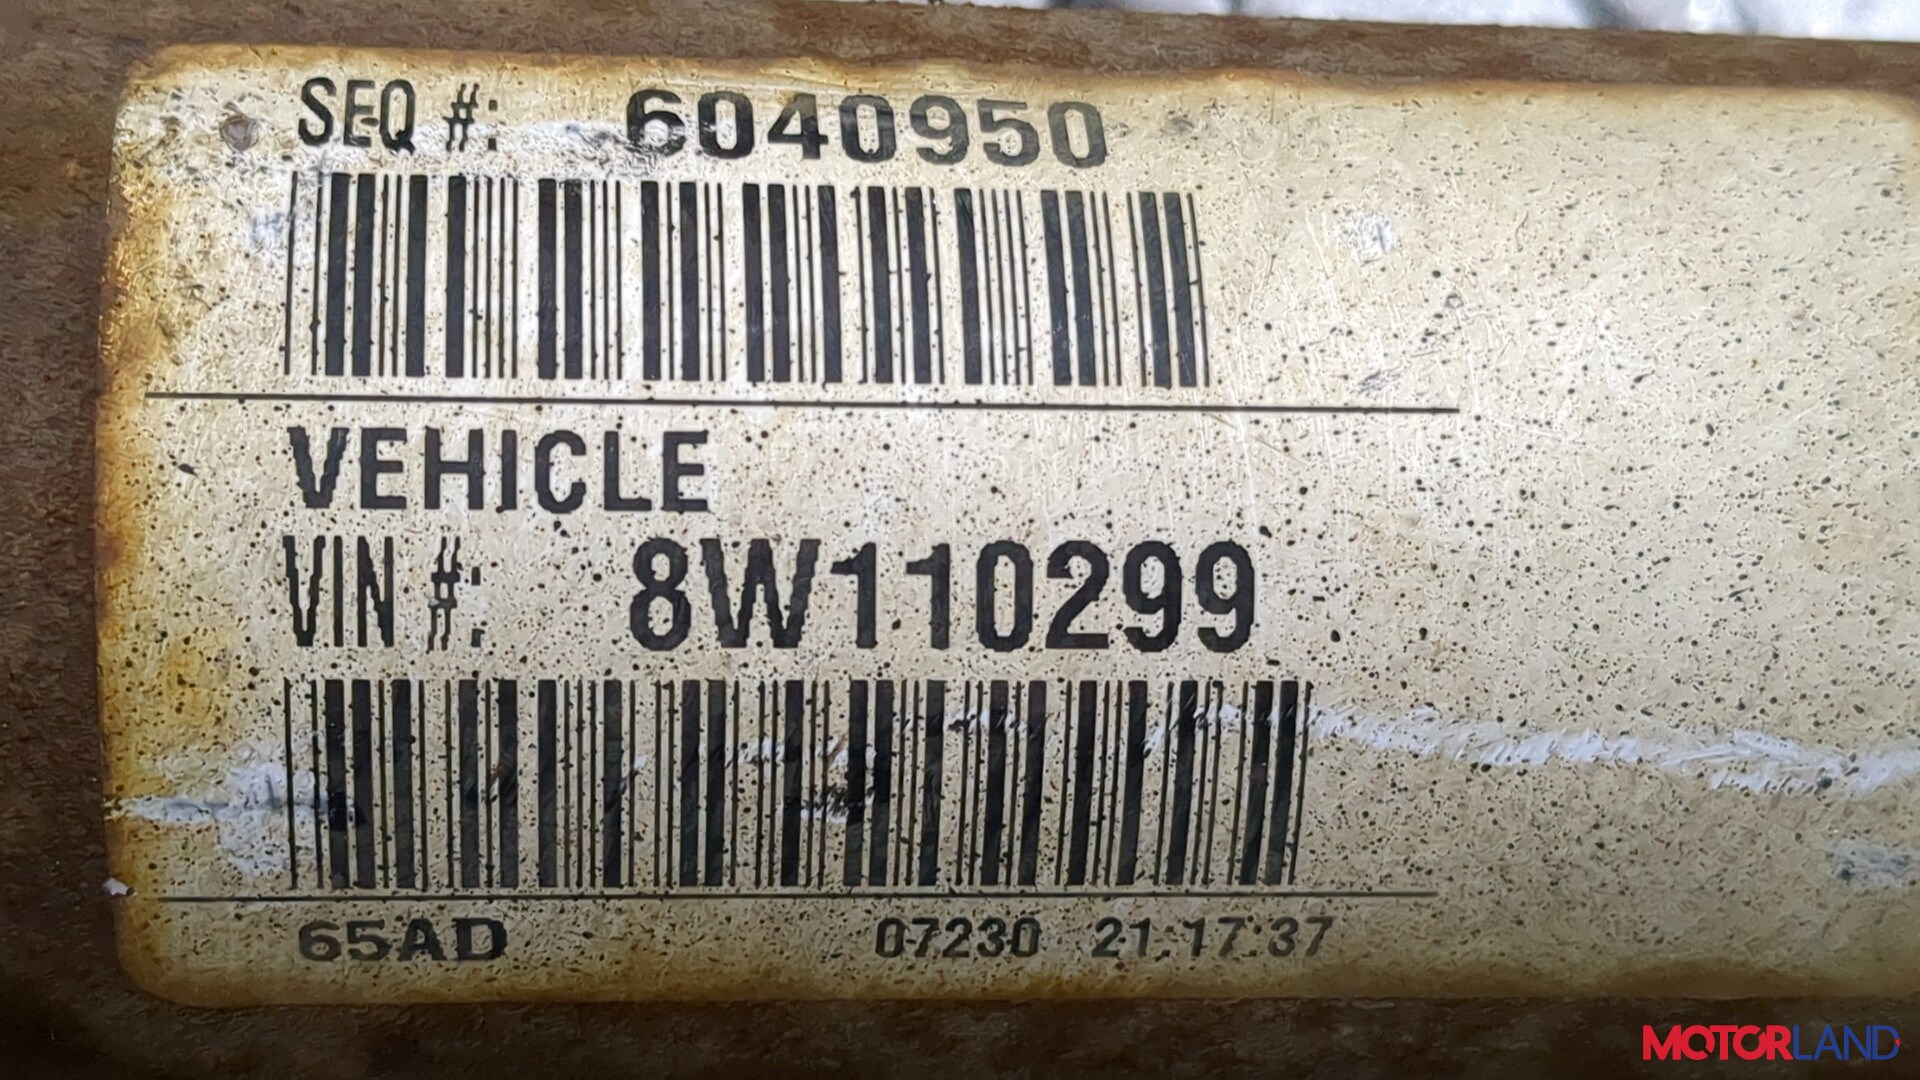 SEQ #: 6040950
VEHICLE
VIN #: 8W110299
65AD 07230 21:17:37
MOTORLAND